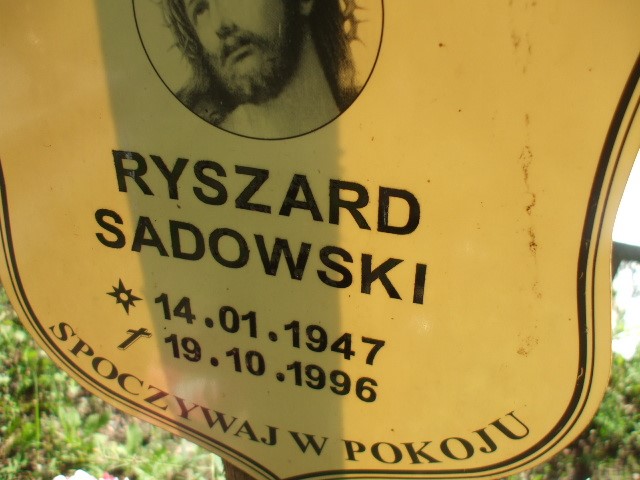 RYSZARD
SADOWSKI
14.01.1947
19.10.1996
SPOCZYWAJ W POKOJU